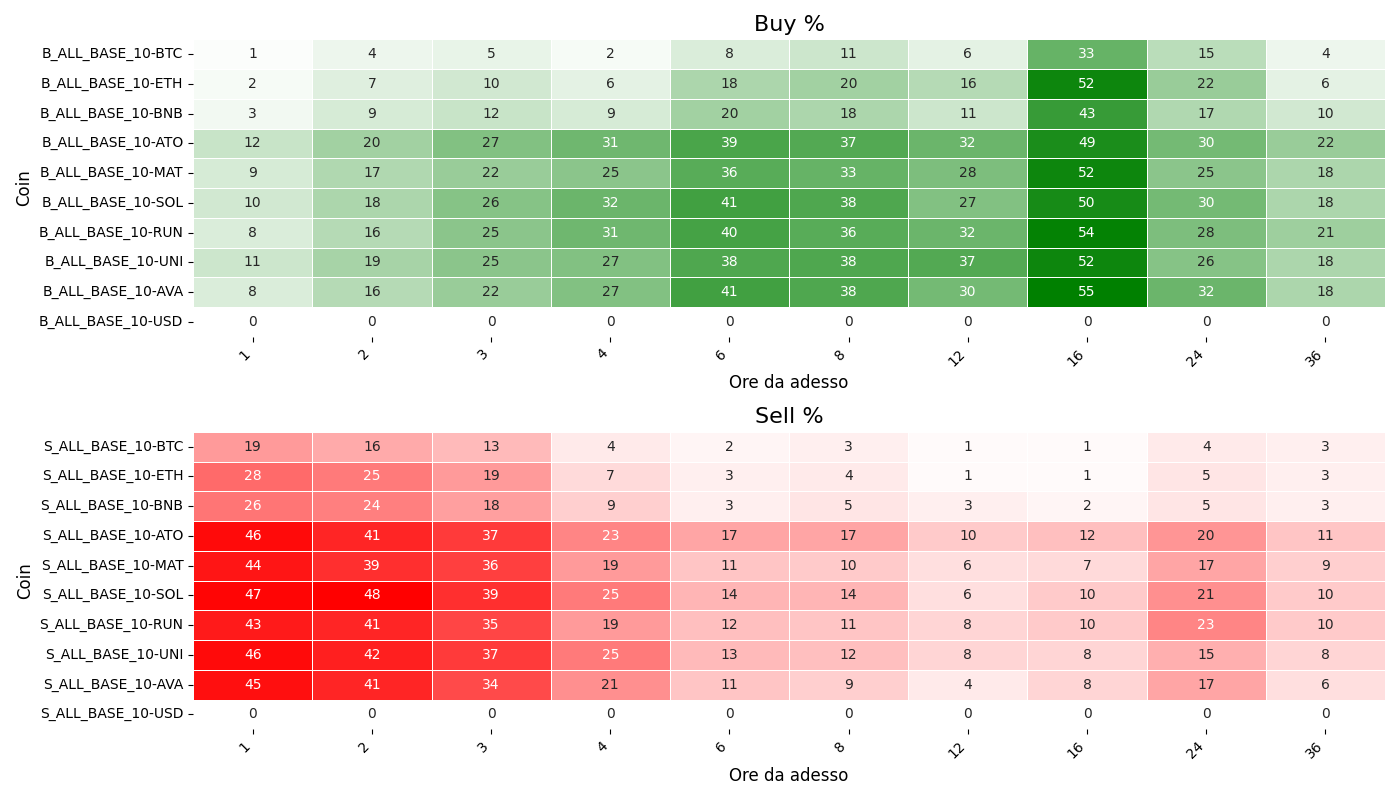 Buy %
Coin
B_ALL_BASE_10-BTC 1 4 5 2 8 11 6 33 15 4
B_ALL_BASE_10-ETH 2 7 10 6 18 20 16 52 22 6
B_ALL_BASE_10-BNB 3 9 12 9 20 18 11 43 17 10
B_ALL_BASE_10-ATO 12 20 27 31 39 37 32 49 30 22
B_ALL_BASE_10-MAT 9 17 22 25 36 33 28 52 25 18
B_ALL_BASE_10-SOL 10 18 26 32 41 38 27 50 30 18
B_ALL_BASE_10-RUN 8 16 25 31 40 36 32 54 28 21
B_ALL_BASE_10-UNI 11 19 25 27 38 38 37 52 26 18
B_ALL_BASE_10-AVA 8 16 22 27 41 38 30 55 32 18
B_ALL_BASE_10-USD 0 0 0 0 0 0 0 0 0 0
1 2 3 4 6 8 12 16 24 36
Ore da adesso
Sell %
Coin
S_ALL_BASE_10-BTC 19 16 13 4 2 3 1 1 4 3
S_ALL_BASE_10-ETH 28 25 19 7 3 4 1 1 5 3
S_ALL_BASE_10-BNB 26 24 18 9 3 5 3 2 5 3
S_ALL_BASE_10-ATO 46 41 37 23 17 17 10 12 20 11
S_ALL_BASE_10-MAT 44 39 36 19 11 10 6 7 17 9
S_ALL_BASE_10-SOL 47 48 39 25 14 14 6 10 21 10
S_ALL_BASE_10-RUN 43 41 35 19 12 11 8 10 23 10
S_ALL_BASE_10-UNI 46 42 37 25 13 12 8 8 15 8
S_ALL_BASE_10-AVA 45 41 34 21 11 9 4 8 17 6
S_ALL_BASE_10-USD 0 0 0 0 0 0 0 0 0 0
1 2 3 4 6 8 12 16 24 36
Ore da adesso